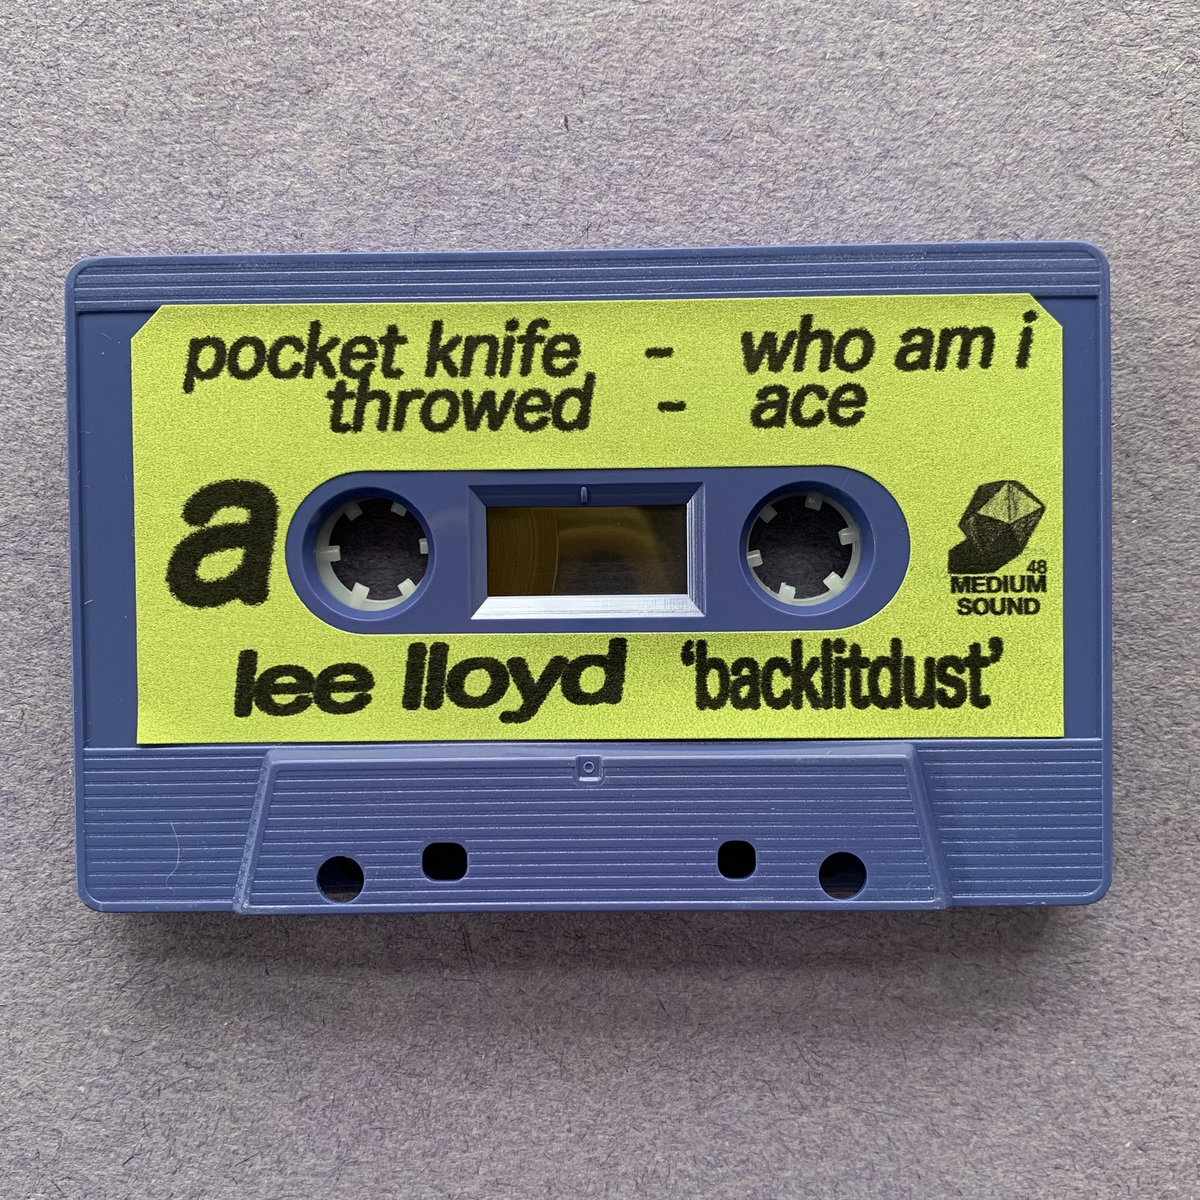 pocket knife - who am i
throwed - ace
a
48
MEDIUM
SOUND
lee lloyd 'backlitdust'